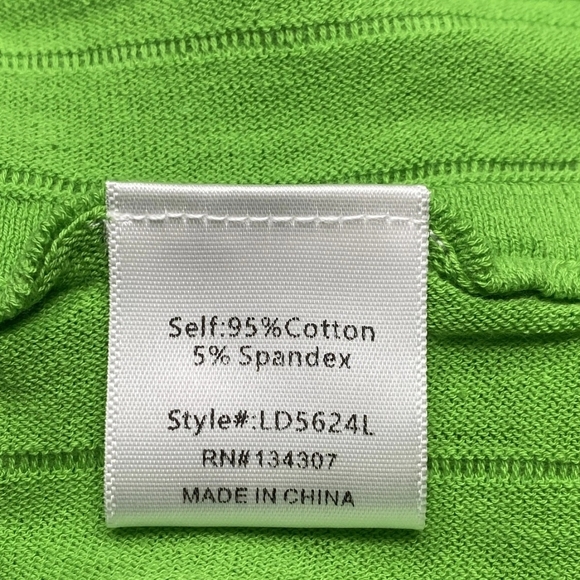 Self:95%Cotton
5% Spandex
Style#:LD5624L
RN#134307
MADE IN CHINA